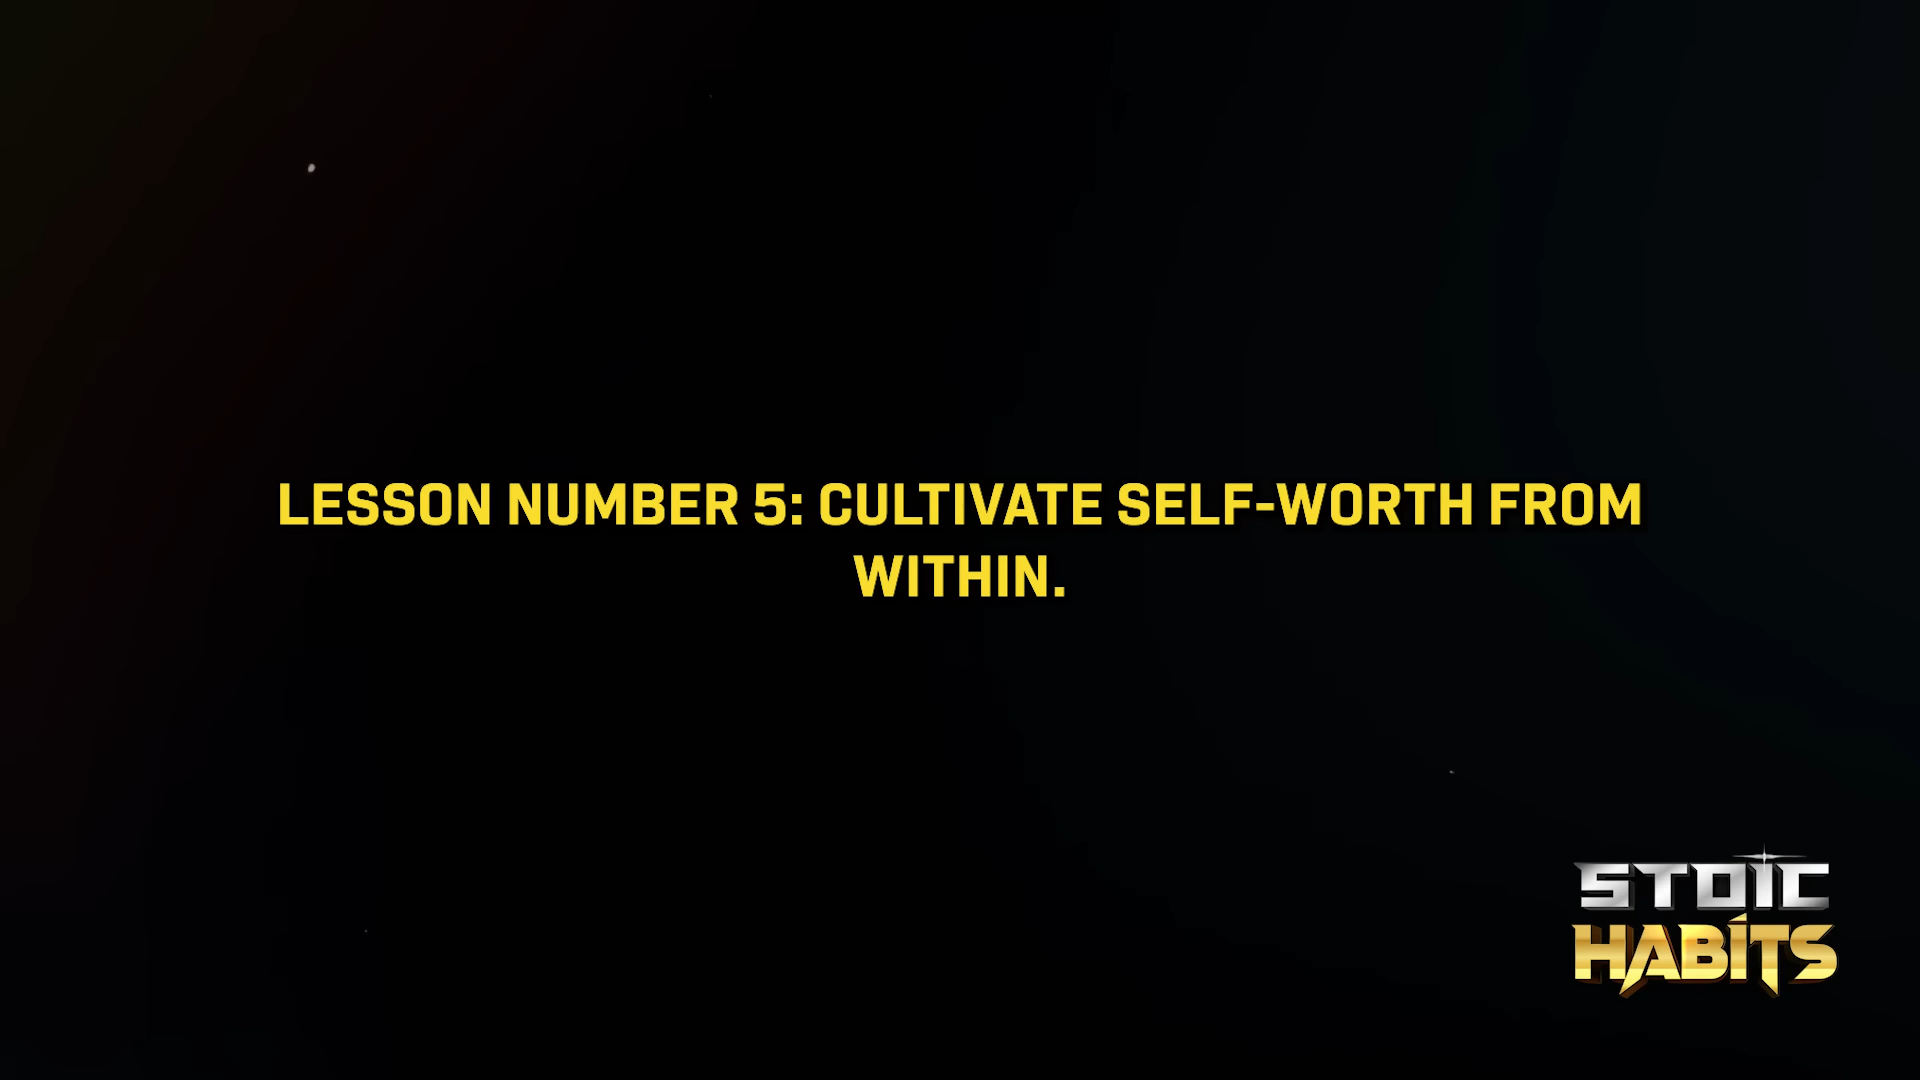 LESSON NUMBER 5: CULTIVATE SELF-WORTH FROM
WITHIN.
STOIC
HABITS